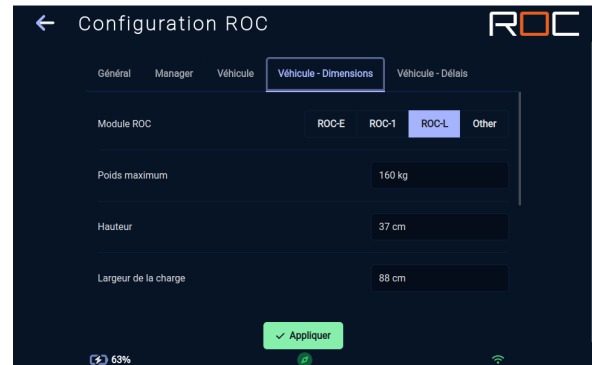 Configuration ROC
ROC
Général Manager Véhicule Véhicule - Dimensions Véhicule - Délais
Module ROC ROC-E ROC-1 ROC-L Other
Poids maximum 160 kg
Hauteur 37 cm
Largeur de la charge 88 cm
Appliquer
63%